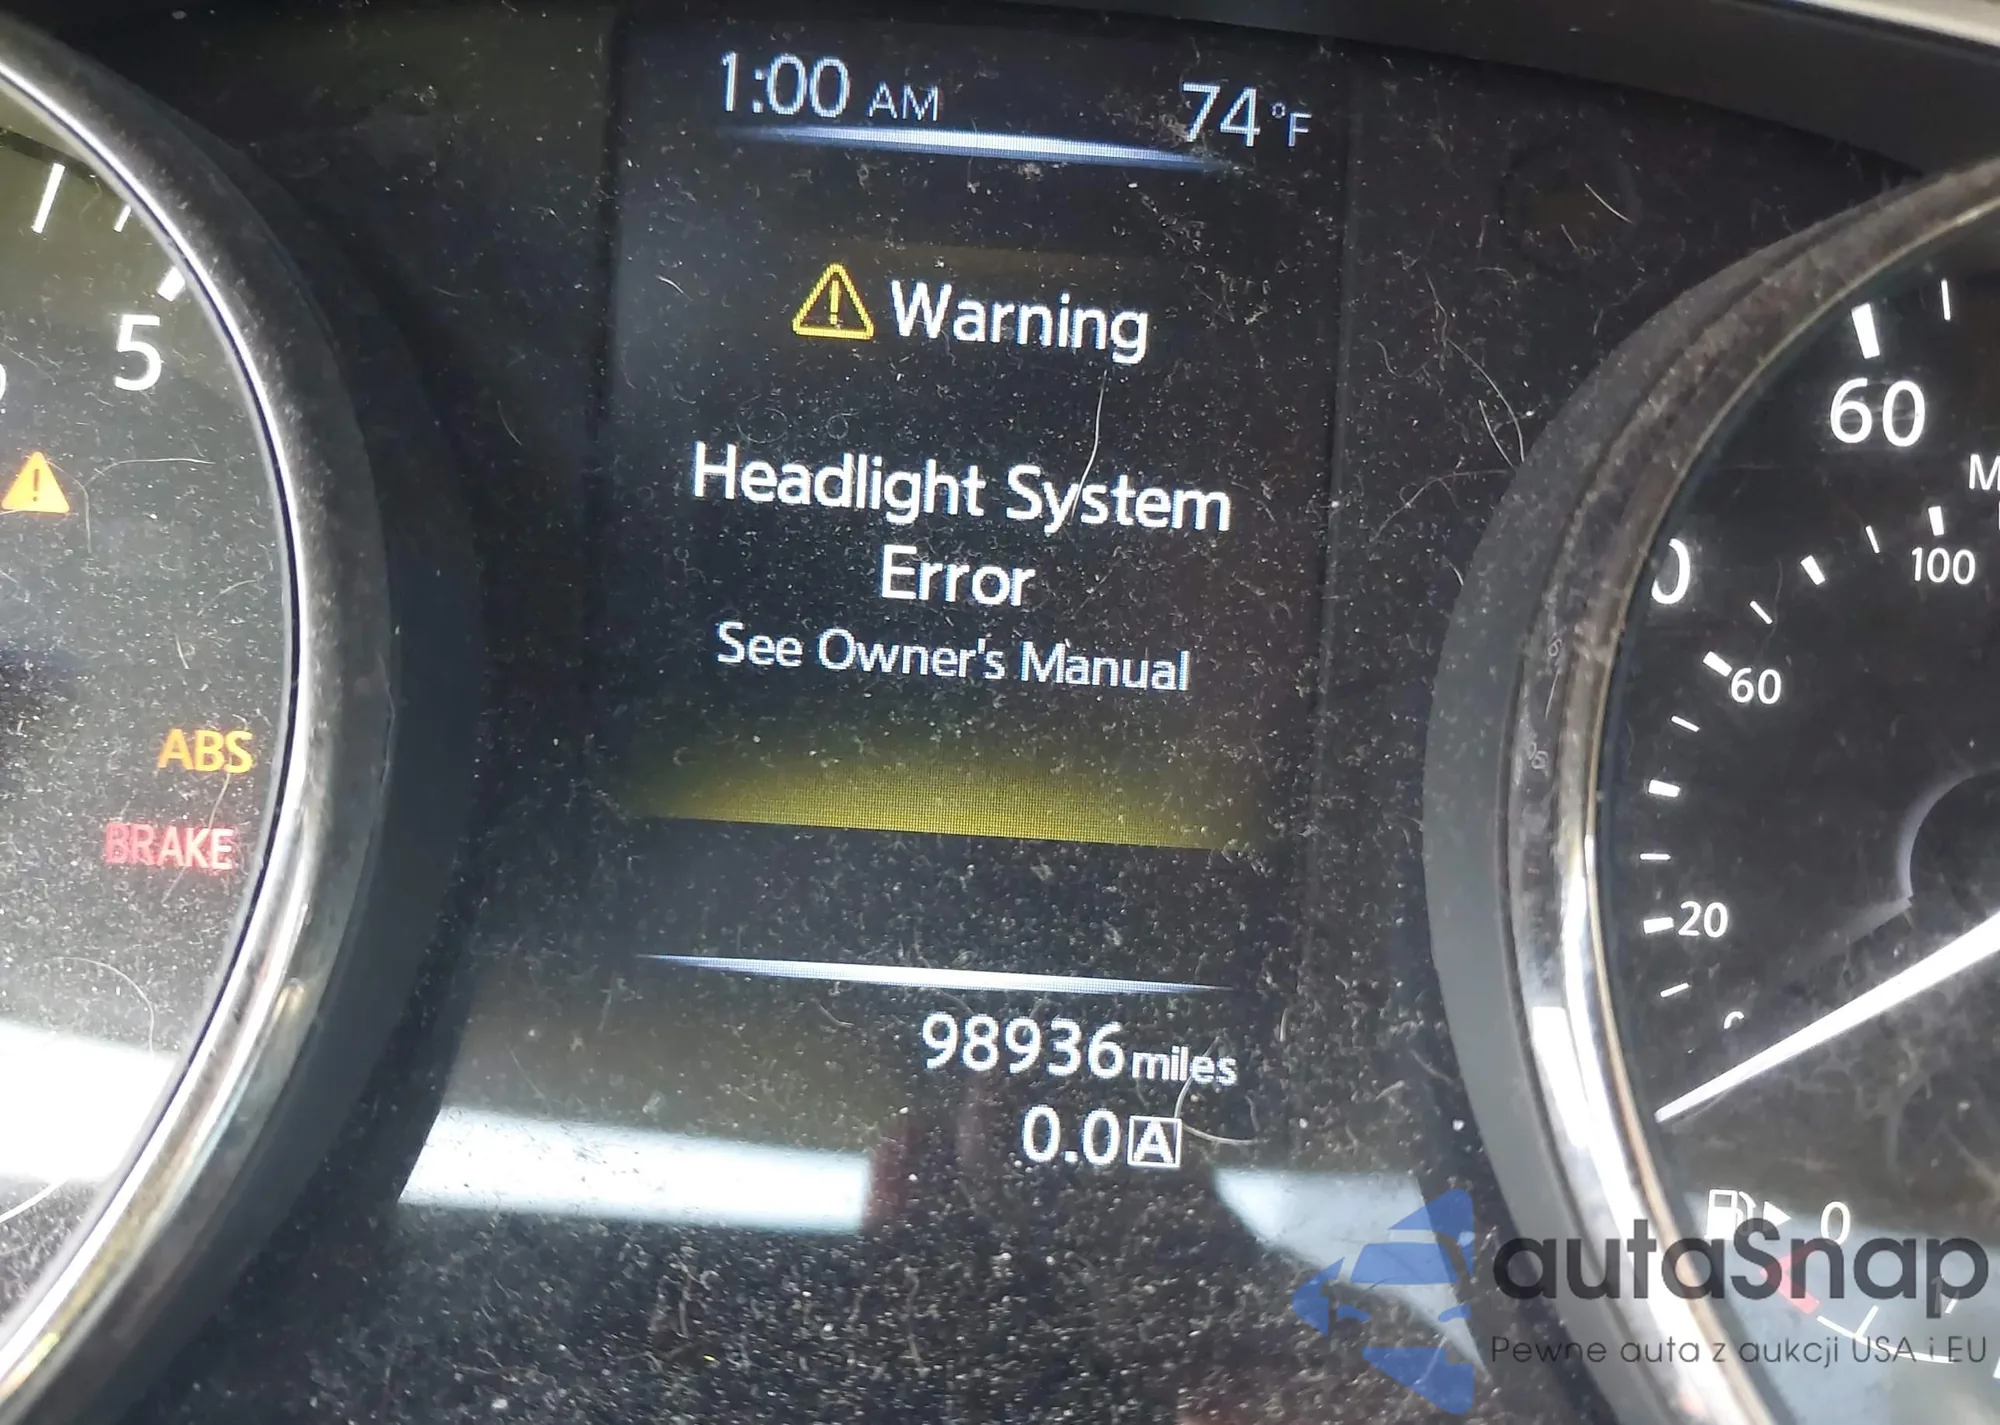 1:00 AM 74°F
Warning
Headlight System
Error
See Owner's Manual
98936 miles
0.0 A
5
ABS
BRAKE
60
100
60
20
0
autaSnap
Pewne auta z aukcji USA i EU